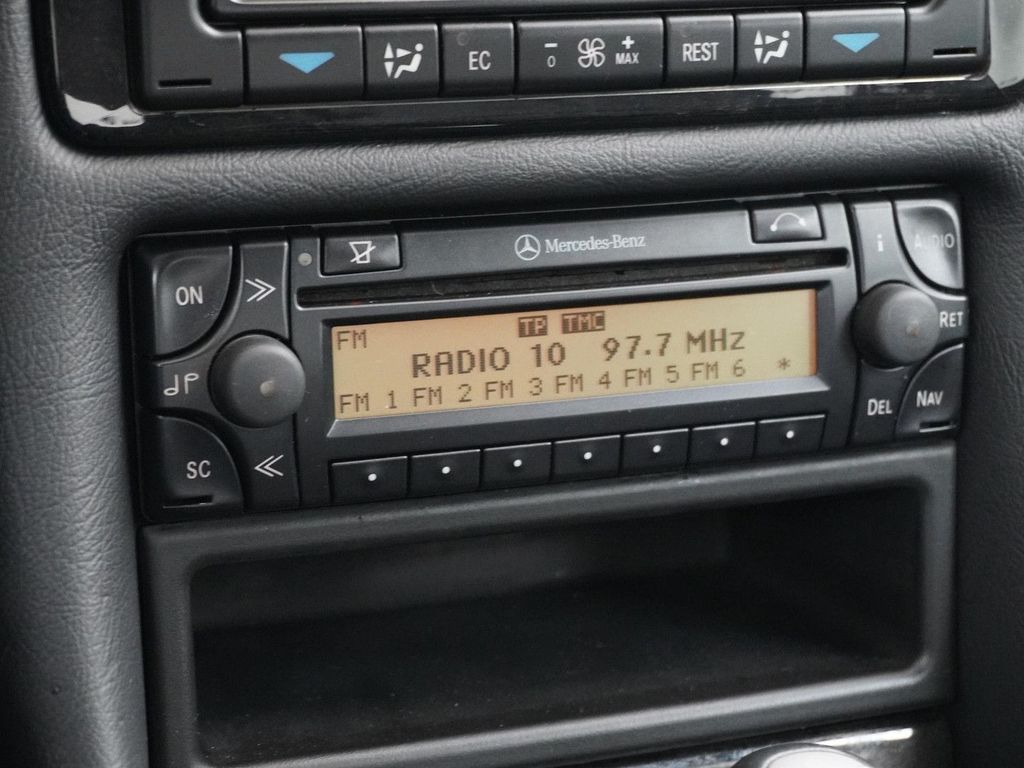 EC
- 0
+ MAX
REST
Mercedes-Benz
i
AUDIO
ON
RET
FM
TP TMC
RADIO 10 97.7 MHz
FM 1 FM 2 FM 3 FM 4 FM 5 FM 6 *
SC
DEL
NAV